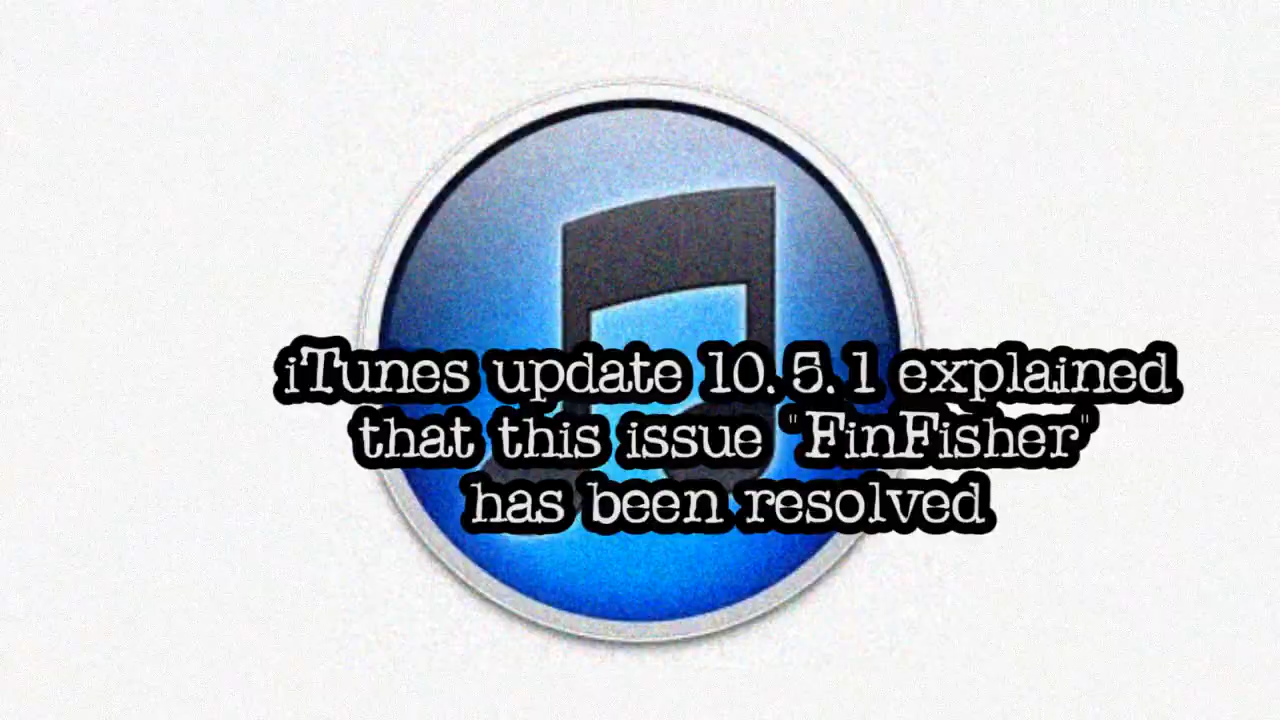 iTunes update 10.5.1 explained
that this issue "FinFisher"
has been resolved